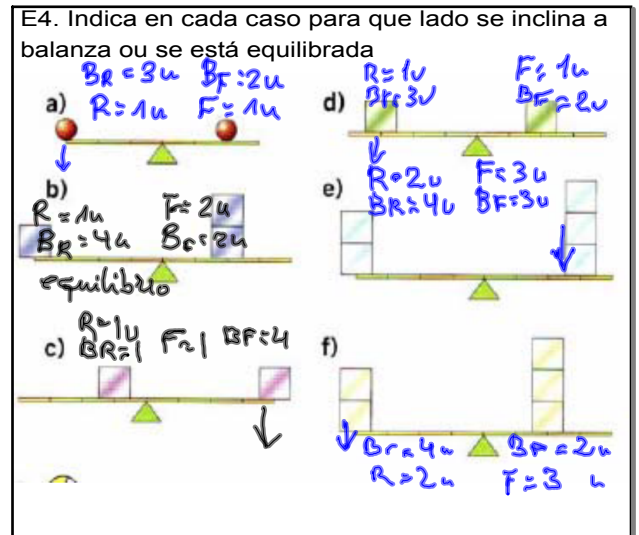 E4. Indica en cada caso para que lado se inclina a
balanza ou se está equilibrada
BR = 3u BF = 2u
a) R = 1u F = 1u
R = 1u F = 1u
d) BR = 3u BF = 2u
b)
R = 1u F = 2u
BR = 4u BF = 2u
equilibrio
R = 2u F = 3u
e) BR = 4u BF = 3u
R = 1u
c) BR = 1 F = 1 BF = 4
f)
Br = 4u BF = 2u
R = 2u F = 3 u